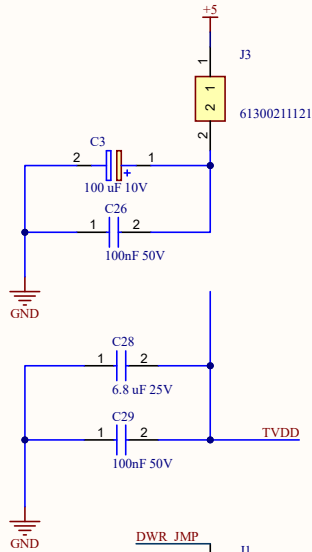 +5
1
J3
1
2
61300211121
2
C3
2
1
+
100 uF 10V
C26
1
2
100nF 50V
GND
C28
1
2
6.8 uF 25V
C29
1
2
TVDD
100nF 50V
GND
DWR_JMP
J1